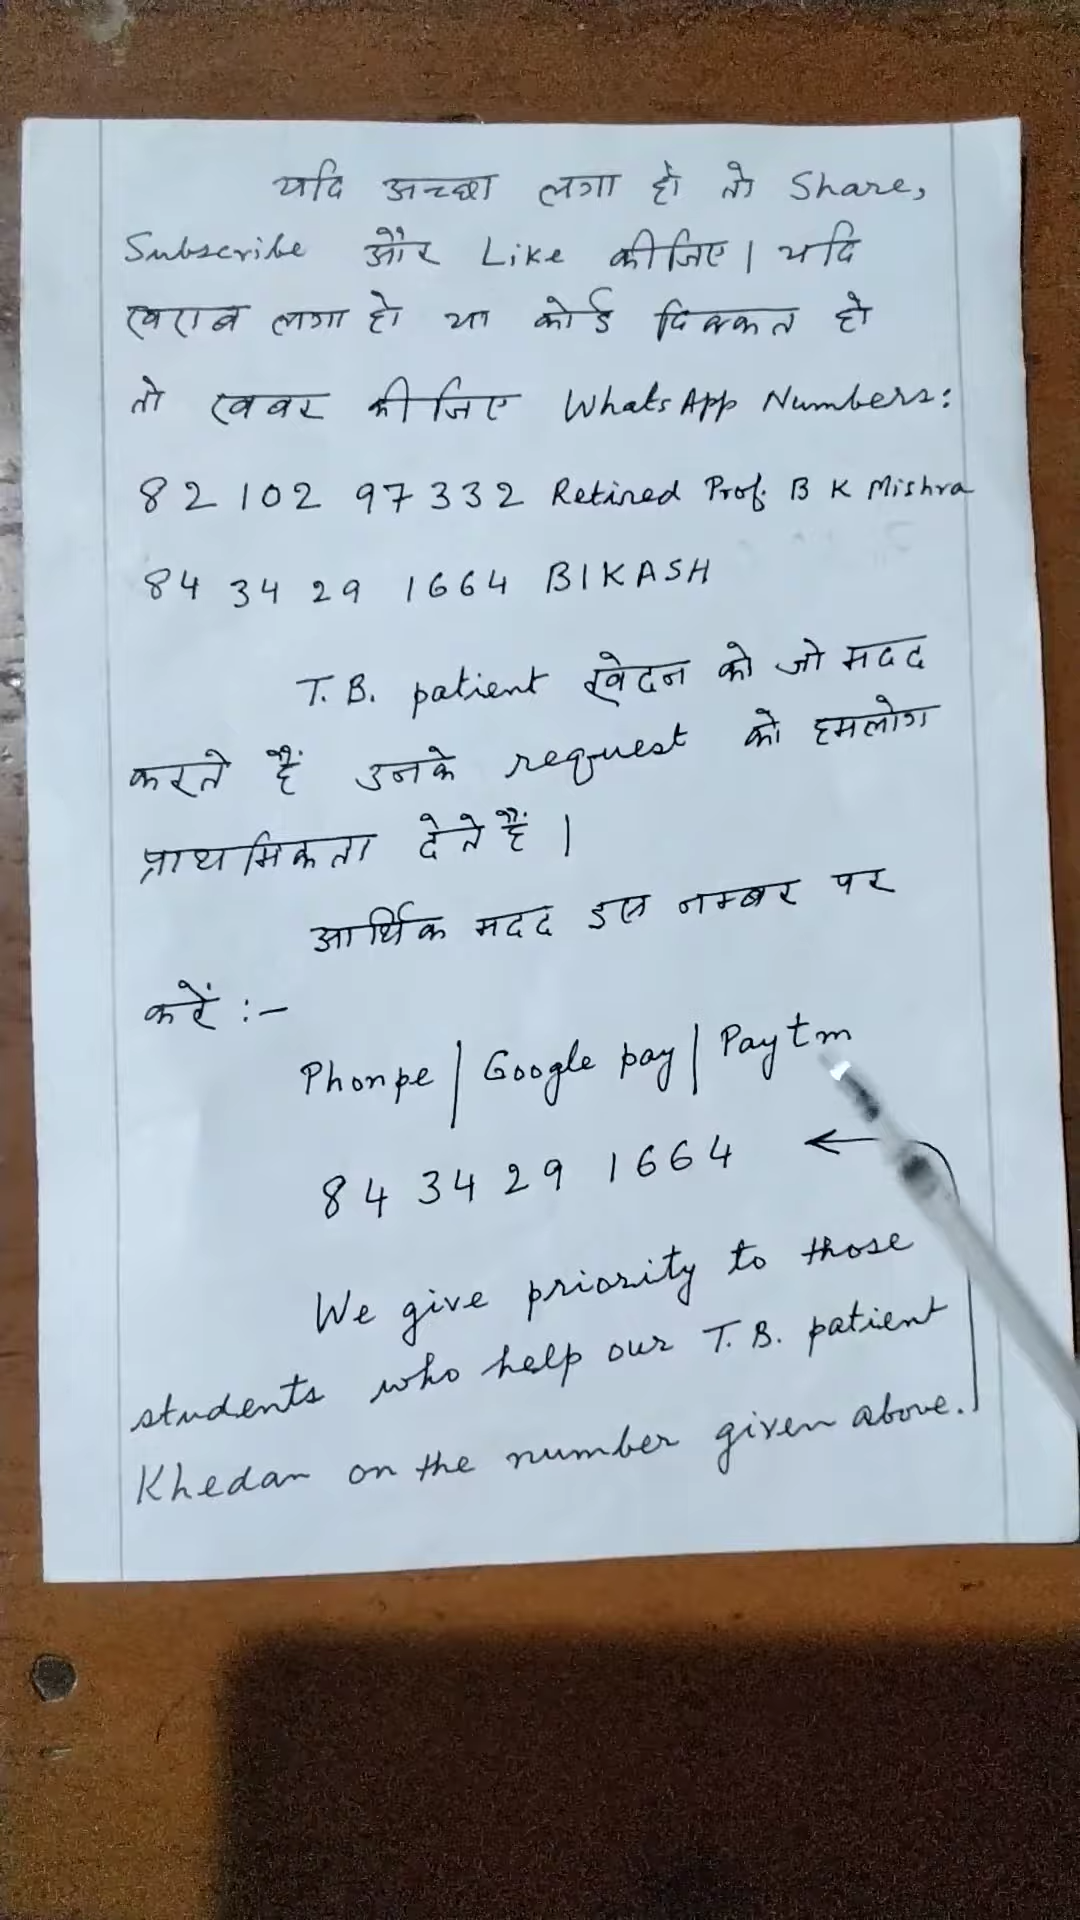 यदि अच्छा लगा हो तो Share,
Subscribe और Like कीजिए। यदि
खराब लगा हो या कोई दिक्कत हो
तो खबर कीजिए WhatsApp Numbers:
82 102 97332 Retired Prof. B K Mishra
84 34 29 1664 BIKASH
T.B. patient खेदन को जो मदद
करते हैं उनके request को हमलोग
प्राथमिकता देते हैं।
आर्थिक मदद इस नम्बर पर
करें :-
Phonpe | Google pay | Paytm
84 34 29 1664
We give priority to those
students who help our T.B. patient
Khedan on the number given above.